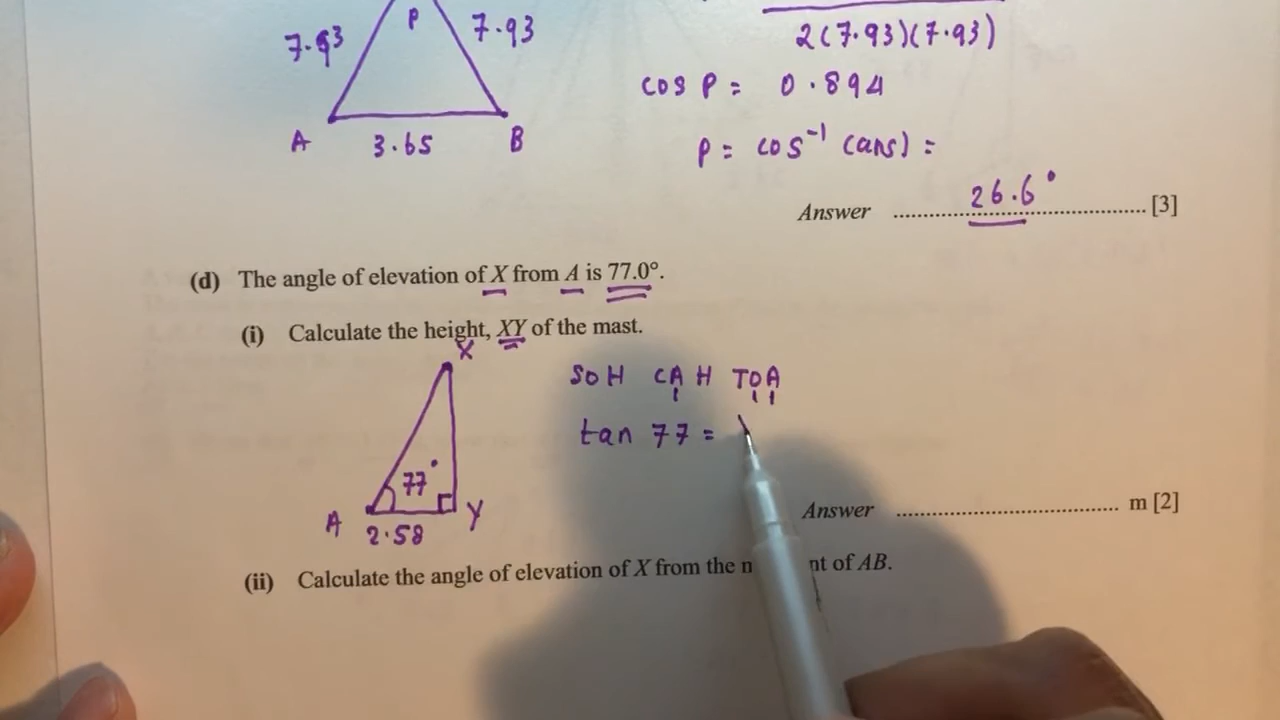 7.93 P 7.93
2(7.93)(7.93)
cos P = 0.894
A 3.65 B
P = cos⁻¹ (ans) =
26.6°
Answer ........................................ [3]
(d) The angle of elevation of X from A is 77.0°.
(i) Calculate the height, XY of the mast.
X
SOH CAH TOA
tan 77 =
77°
A 2.58 Y
Answer ........................................ m [2]
(ii) Calculate the angle of elevation of X from the of AB.